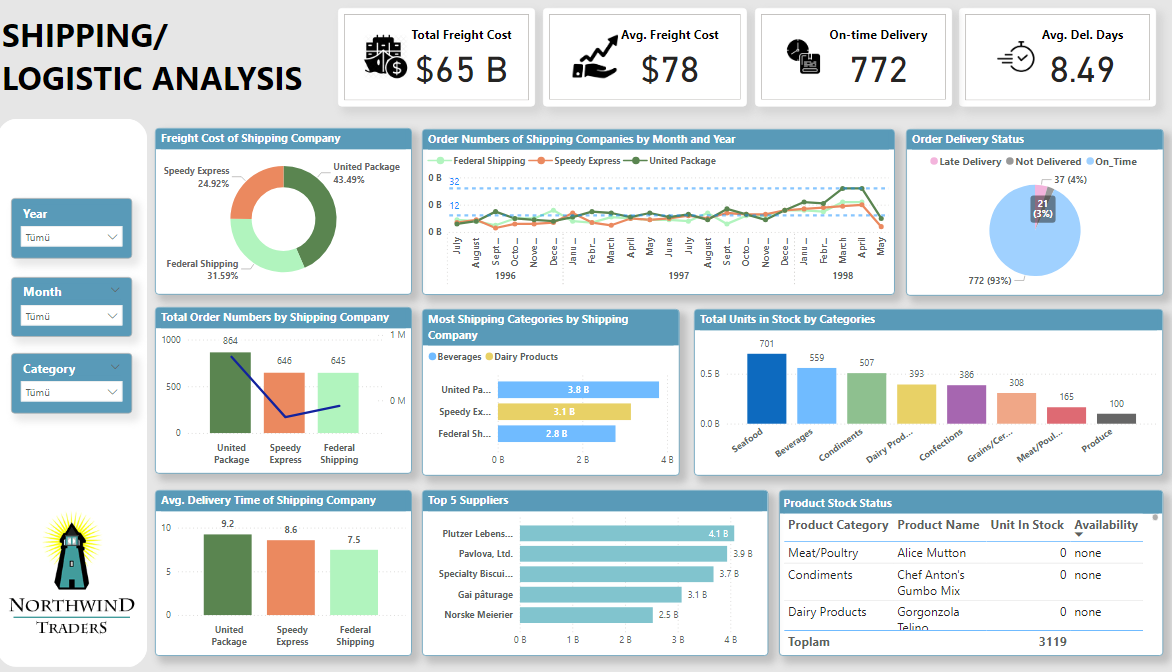 SHIPPING/
LOGISTIC ANALYSIS
Total Freight Cost
$65 B
Avg. Freight Cost
$78
On-time Delivery
772
Avg. Del. Days
8.49
Year
Tümü
Month
Tümü
Category
Tümü
NORTHWIND
TRADERS
Freight Cost of Shipping Company
Speedy Express
24.92%
United Package
43.49%
Federal Shipping
31.59%
Order Numbers of Shipping Companies by Month and Year
Federal Shipping Speedy Express United Package
0 B
0 B
0 B
32
12
July August Sept... Octo... Nove... Dece... Janu... Febr... March April May June July August Sept... Octo... Nove... Dece... Janu... Febr... March April May
1996 1997 1998
Order Delivery Status
Late Delivery Not Delivered On_Time
37 (4%)
21
(3%)
772 (93%)
Total Order Numbers by Shipping Company
1000
500
0
864 646 645
1 M
0 M
United Package
Speedy Express
Federal Shipping
Most Shipping Categories by Shipping
Company
Beverages Dairy Products
United Pa... 3.8 B
Speedy Ex... 3.1 B
Federal Sh... 2.8 B
0 B 2 B 4 B
Total Units in Stock by Categories
0.5 B
0.0 B
701 559 507 393 386 308 165 100
Seafood Beverages Condiments Dairy Prod... Confections Grains/Cer... Meat/Poul... Produce
Avg. Delivery Time of Shipping Company
10
5
0
9.2 8.6 7.5
United Package
Speedy Express
Federal Shipping
Top 5 Suppliers
Plutzer Lebens... 4.1 B
Pavlova, Ltd. 3.9 B
Specialty Biscui... 3.7 B
Gai pâturage 3.1 B
Norske Meierier 2.5 B
0 B 1 B 2 B 3 B 4 B
Product Stock Status
Product Category Product Name Unit In Stock Availability
Meat/Poultry Alice Mutton 0 none
Condiments Chef Anton's 0 none
Gumbo Mix
Dairy Products Gorgonzola 0 none
Telino
Toplam 3119